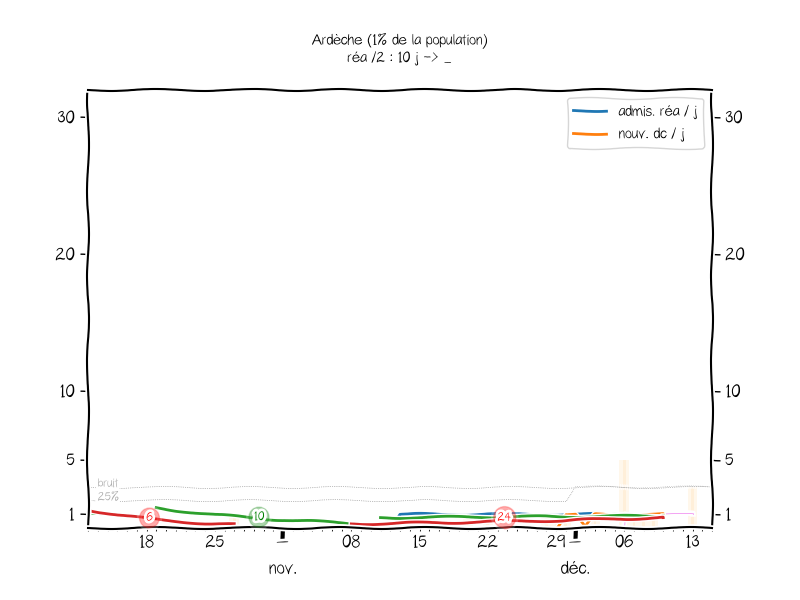 Ardèche (1% de la population)
réa /2 : 10 j -> _
admis. réa / j
nouv. dc / j
30 30
20 20
10 10
5 5
bruit
25%
1 6 10 24 1
18 25 08 15 22 29 06 13
nov. déc.